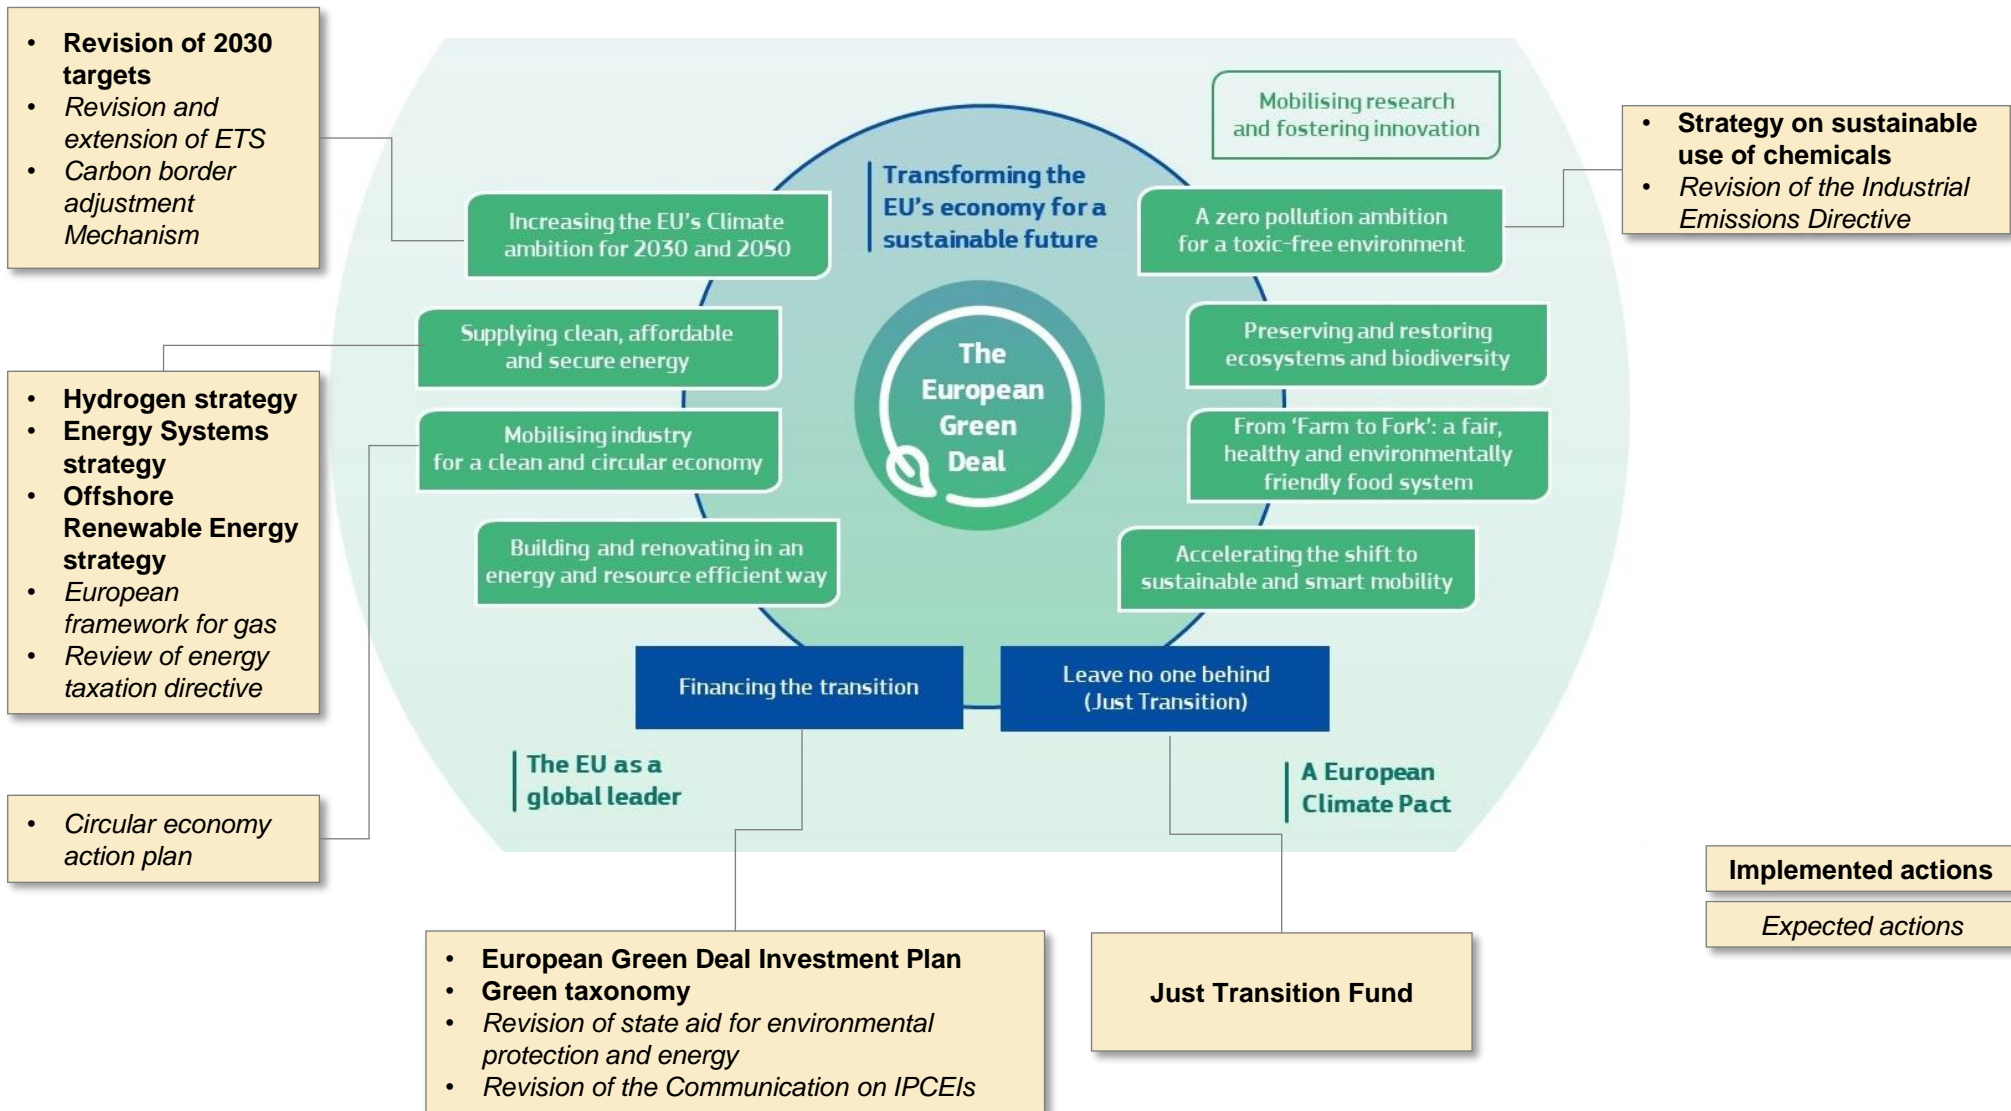 • Revision of 2030
targets
• Revision and
extension of ETS
• Carbon border
adjustment
Mechanism
Mobilising research
and fostering innovation
• Strategy on sustainable
use of chemicals
• Revision of the Industrial
Emissions Directive
Transforming the
EU's economy for a
sustainable future
Increasing the EU's Climate
ambition for 2030 and 2050
A zero pollution ambition
for a toxic-free environment
Supplying clean, affordable
and secure energy
Preserving and restoring
ecosystems and biodiversity
The
European
Green
Deal
• Hydrogen strategy
• Energy Systems
strategy
• Offshore
Renewable Energy
strategy
• European
framework for gas
• Review of energy
taxation directive
Mobilising industry
for a clean and circular economy
From ‘Farm to Fork’: a fair,
healthy and environmentally
friendly food system
Building and renovating in an
energy and resource efficient way
Accelerating the shift to
sustainable and smart mobility
Financing the transition
Leave no one behind
(Just Transition)
The EU as a
global leader
A European
Climate Pact
• Circular economy
action plan
Implemented actions
Expected actions
• European Green Deal Investment Plan
• Green taxonomy
• Revision of state aid for environmental
protection and energy
• Revision of the Communication on IPCEIs
Just Transition Fund